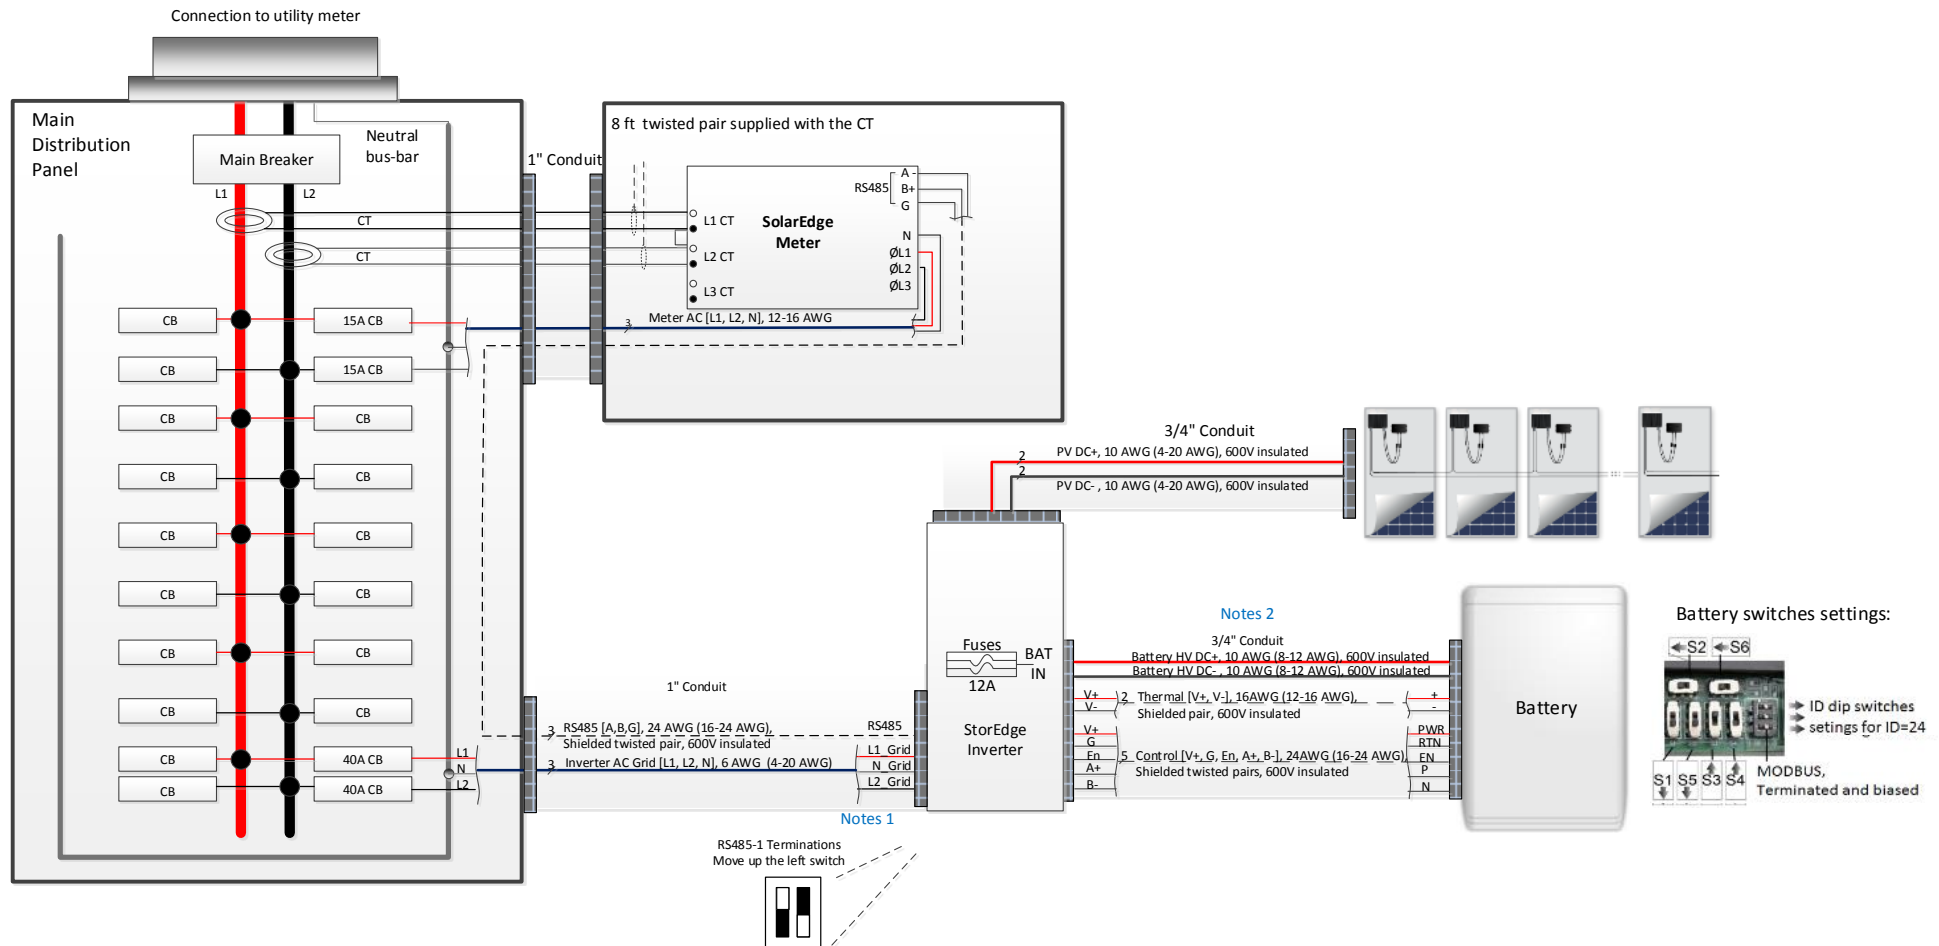 Connection to utility meter
Main
Distribution
Panel
Main Breaker
Neutral
bus-bar
L1
L2
CT
CT
CB
15A CB
CB
15A CB
CB
CB
CB
CB
CB
CB
CB
CB
CB
CB
CB
CB
CB
40A CB
CB
40A CB
L1
N
L2
1" Conduit
8 ft twisted pair supplied with the CT
SolarEdge
Meter
L1 CT
L2 CT
L3 CT
RS485
A -
B+
G
N
ØL1
ØL2
ØL3
3
Meter AC [L1, L2, N], 12-16 AWG
3/4" Conduit
2
PV DC+, 10 AWG (4-20 AWG), 600V insulated
2
PV DC- , 10 AWG (4-20 AWG), 600V insulated
1" Conduit
3
RS485 [A,B,G], 24 AWG (16-24 AWG),
Shielded twisted pair, 600V insulated
3
Inverter AC Grid [L1, L2, N], 6 AWG (4-20 AWG)
RS485
L1_Grid
N_Grid
L2_Grid
Notes 1
RS485-1 Terminations
Move up the left switch
Fuses
12A
BAT
IN
StorEdge
Inverter
Notes 2
3/4" Conduit
Battery HV DC+, 10 AWG (8-12 AWG), 600V insulated
Battery HV DC- , 10 AWG (8-12 AWG), 600V insulated
V+
V-
2
Thermal [V+, V-], 16AWG (12-16 AWG),
Shielded pair, 600V insulated
+
-
V+
G
En
A+
B-
5
Control [V+, G, En, A+, B-], 24AWG (16-24 AWG),
Shielded twisted pairs, 600V insulated
PWR
RTN
EN
P
N
Battery
Battery switches settings:
S2
S6
ID dip switches
setings for ID=24
S1
S5
S3
S4
MODBUS,
Terminated and biased